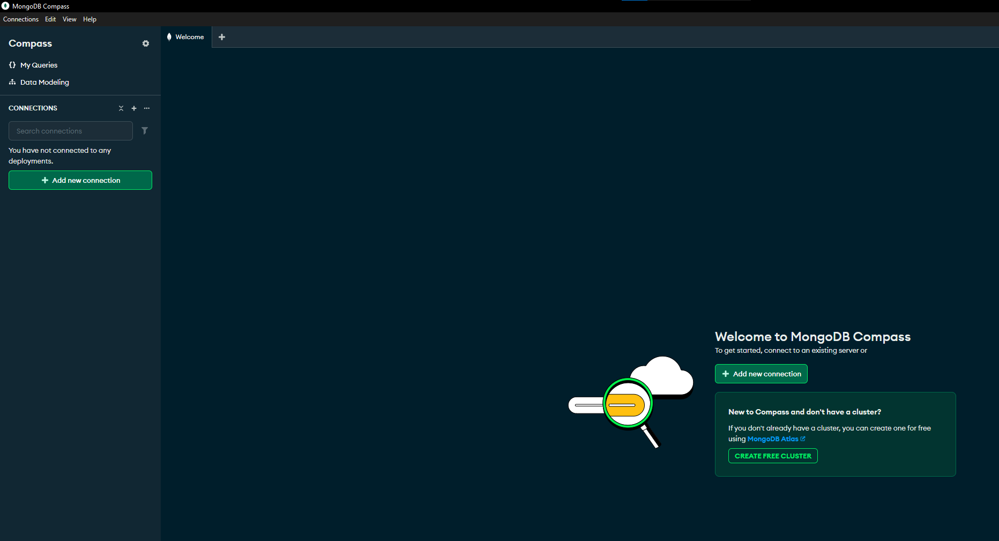 MongoDB Compass
Connections Edit View Help
Compass
My Queries
Data Modeling
CONNECTIONS
Search connections
You have not connected to any
deployments.
Add new connection
Welcome
Welcome to MongoDB Compass
To get started, connect to an existing server or
Add new connection
New to Compass and don't have a cluster?
If you don't already have a cluster, you can create one for free
using MongoDB Atlas
CREATE FREE CLUSTER